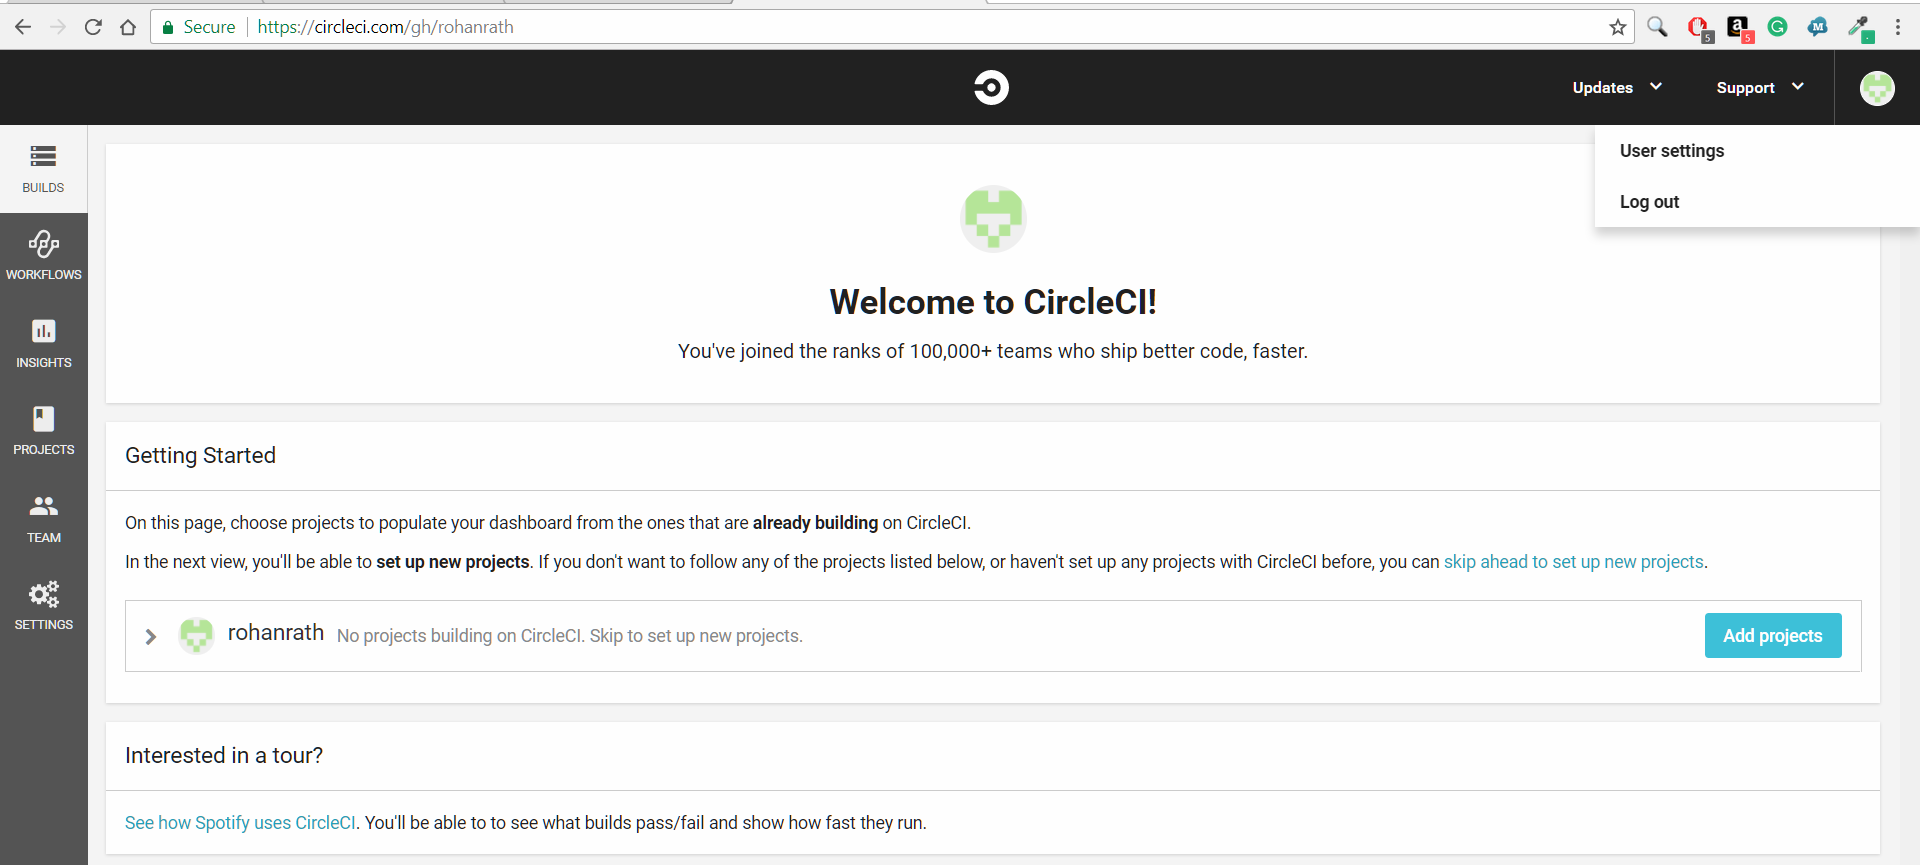 Secure https://circleci.com/gh/rohanrath
5 a 5 G M
Updates Support
User settings
Log out
BUILDS
WORKFLOWS
INSIGHTS
PROJECTS
TEAM
SETTINGS
Welcome to CircleCI!
You've joined the ranks of 100,000+ teams who ship better code, faster.
Getting Started
On this page, choose projects to populate your dashboard from the ones that are already building on CircleCI.
In the next view, you'll be able to set up new projects. If you don't want to follow any of the projects listed below, or haven't set up any projects with CircleCI before, you can skip ahead to set up new projects.
rohanrath No projects building on CircleCI. Skip to set up new projects. Add projects
Interested in a tour?
See how Spotify uses CircleCI. You'll be able to to see what builds pass/fail and show how fast they run.